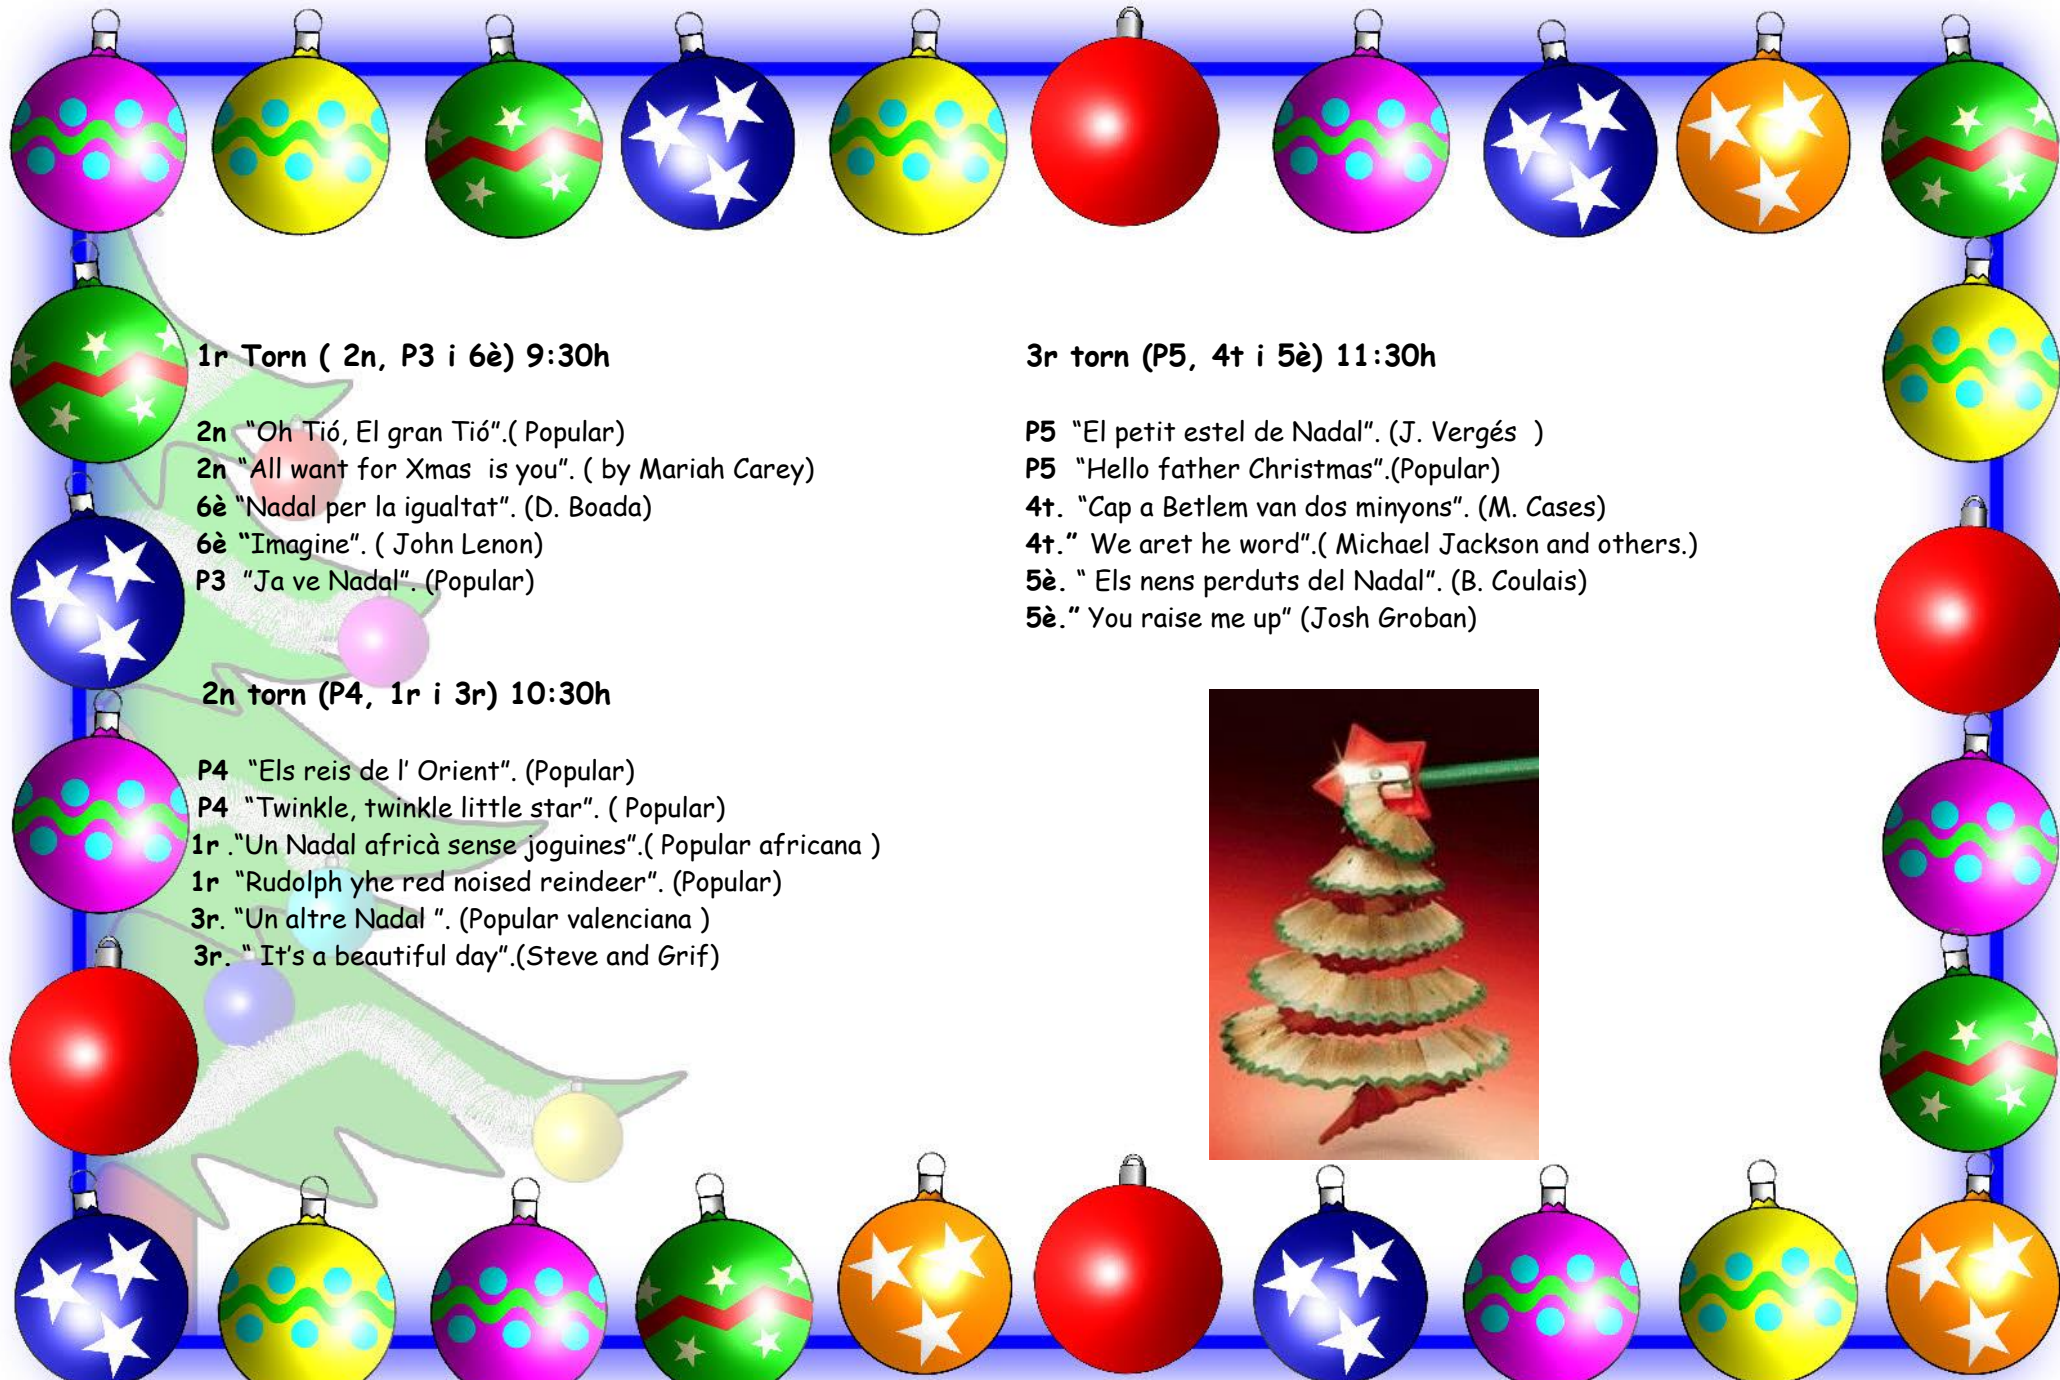 1r Torn ( 2n, P3 i 6è) 9:30h
2n "Oh Tió, El gran Tió".( Popular)
2n "All want for Xmas is you". ( by Mariah Carey)
6è "Nadal per la igualtat". (D. Boada)
6è "Imagine". ( John Lenon)
P3 "Ja ve Nadal". (Popular)
2n torn (P4, 1r i 3r) 10:30h
P4 "Els reis de l' Orient". (Popular)
P4 "Twinkle, twinkle little star". ( Popular)
1r ."Un Nadal africà sense joguines".( Popular africana )
1r "Rudolph yhe red noised reindeer". (Popular)
3r. "Un altre Nadal ". (Popular valenciana )
3r. " It's a beautiful day".(Steve and Grif)
3r torn (P5, 4t i 5è) 11:30h
P5 "El petit estel de Nadal". (J. Vergés )
P5 "Hello father Christmas".(Popular)
4t. "Cap a Betlem van dos minyons". (M. Cases)
4t." We aret he word".( Michael Jackson and others.)
5è. " Els nens perduts del Nadal". (B. Coulais)
5è." You raise me up" (Josh Groban)